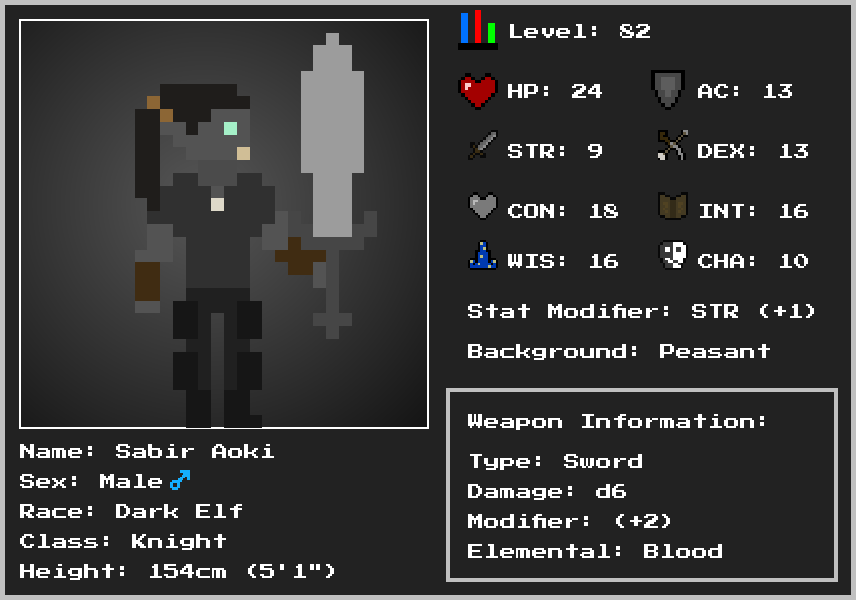 Level: 82
HP: 24 AC: 13
STR: 9 DEX: 13
CON: 18 INT: 16
WIS: 16 CHA: 10
Stat Modifier: STR (+1)
Background: Peasant
Weapon Information:
Type: Sword
Damage: d6
Modifier: (+2)
Elemental: Blood
Name: Sabir Aoki
Sex: Male ♂
Race: Dark Elf
Class: Knight
Height: 154cm (5'1")